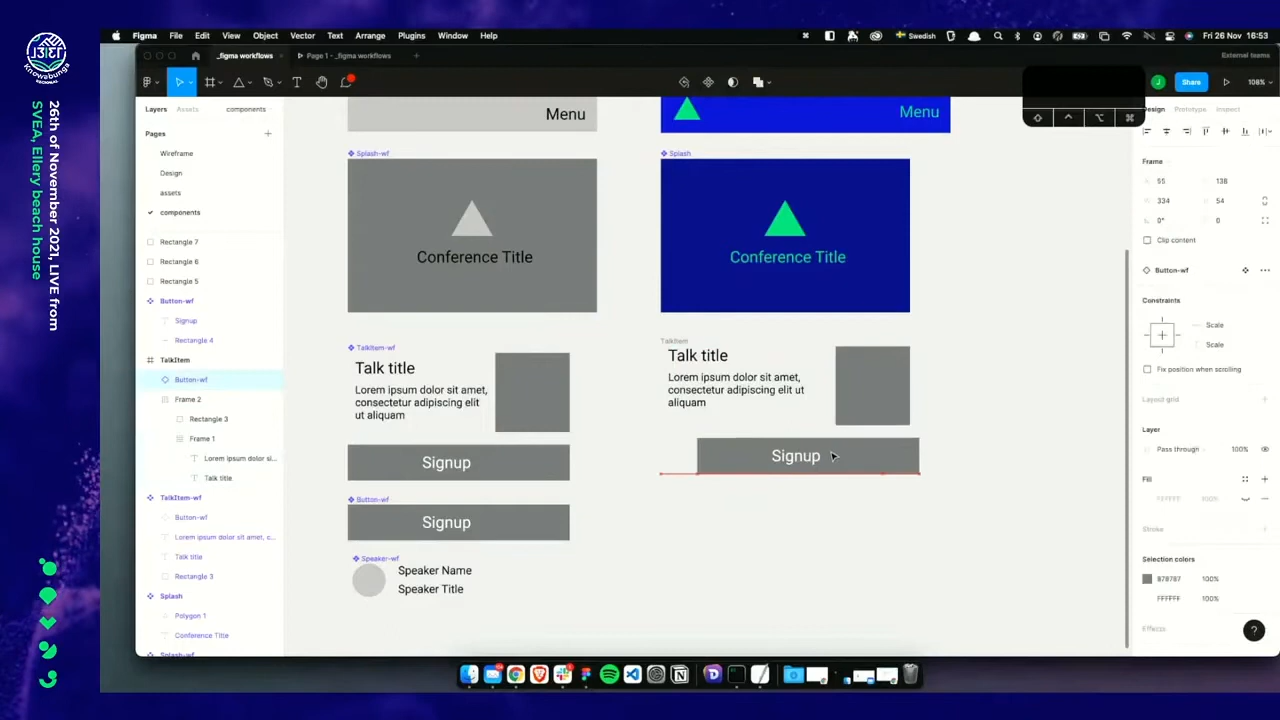 Figma File Edit View Object Vector Text Arrange Plugins Window Help
Swedish Fri 26 Nov 16:53
_figma workflows
Page 1 - _figma workflows
External teams
J
Share
108%
Knowabunga
26th of November 2021, LIVE from
SVEA, Ellery beach house
Layers Assets components
Pages
Wireframe
Design
assets
components
Rectangle 7
Rectangle 6
Rectangle 5
Button-wf
Signup
Rectangle 4
TalkItem
Button-wf
Frame 2
Rectangle 3
Frame 1
Lorem ipsum dolor si...
Talk title
TalkItem-wf
Button-wf
Lorem ipsum dolor sit amet, c...
Talk title
Rectangle 3
Splash
Polygon 1
Conference Title
Splash-wf
Menu
Splash-wf
Conference Title
TalkItem-wf
Talk title
Lorem ipsum dolor sit amet,
consectetur adipiscing elit
ut aliquam
Signup
Button-wf
Signup
Speaker-wf
Speaker Name
Speaker Title
Menu
Splash
Conference Title
TalkItem
Talk title
Lorem ipsum dolor sit amet,
consectetur adipiscing elit ut
aliquam
Signup
Design Prototype Inspect
Frame
55 138
334 54
0° 0
Clip content
Button-wf
Constraints
Scale
Scale
Fix position when scrolling
Layout grid
Layer
Pass through 100%
Fill
FFFFFF 100%
Stroke
Selection colors
878787 100%
FFFFFF 100%
Effects
?